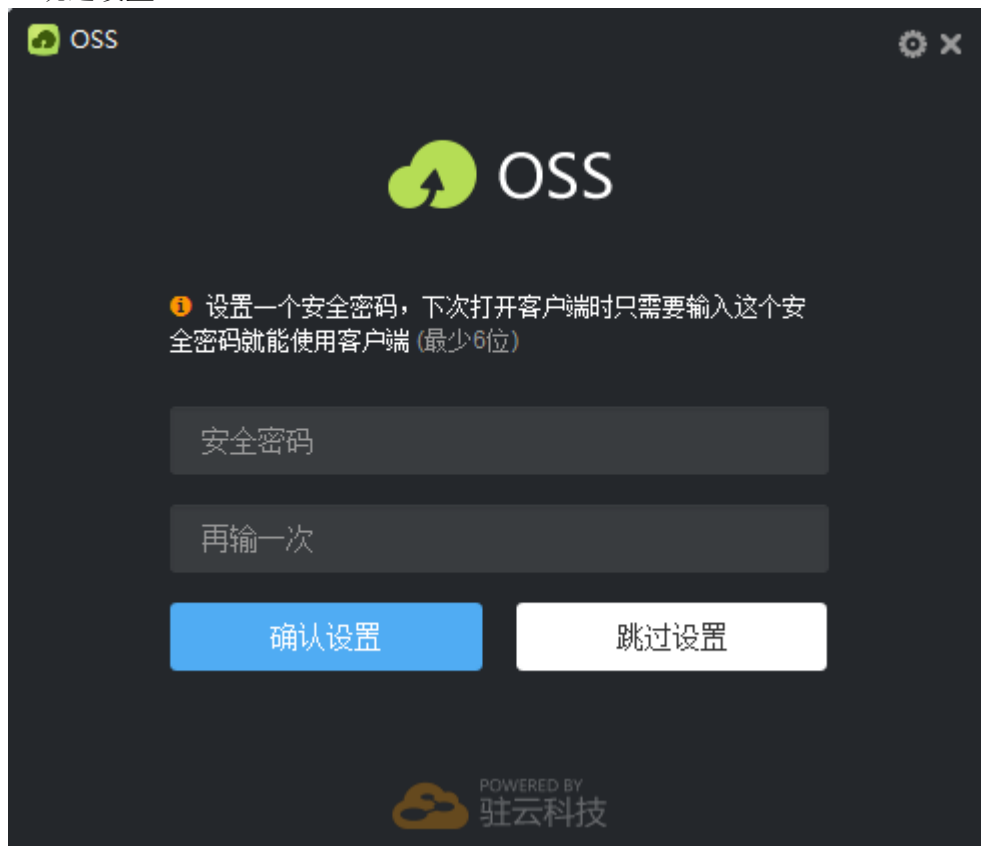 OSS
OSS
设置一个安全密码，下次打开客户端时只需要输入这个安
全密码就能使用客户端 (最少6位)
安全密码
再输一次
确认设置
跳过设置
POWERED BY
驻云科技